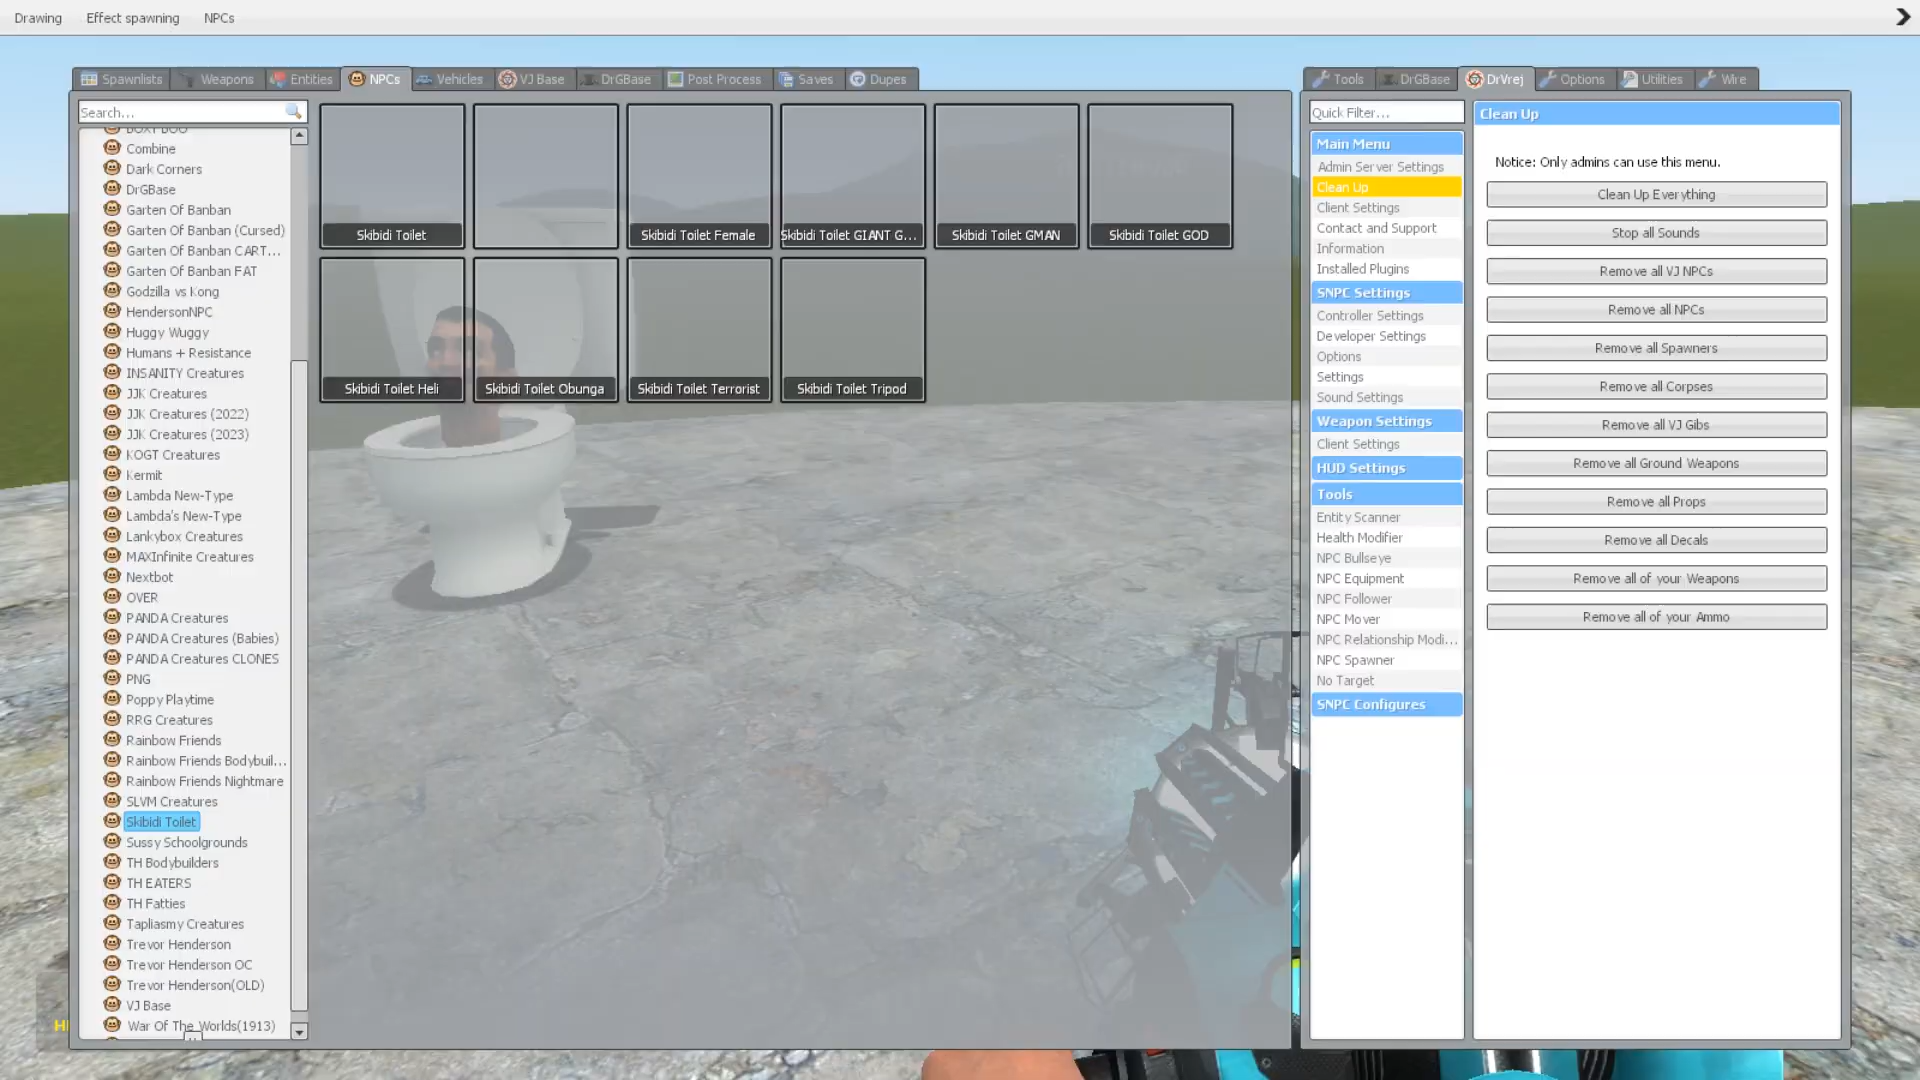 Drawing Effect spawning NPCs
Spawnlists Weapons Entities NPCs Vehicles VJ Base DrGBase Post Process Saves Dupes
Search...
BOXY BOO
Combine
Dark Corners
DrGBase
Garten Of Banban
Garten Of Banban (Cursed)
Garten Of Banban CART...
Garten Of Banban FAT
Godzilla vs Kong
HendersonNPC
Huggy Wuggy
Humans + Resistance
INSANITY Creatures
JJK Creatures
JJK Creatures (2022)
JJK Creatures (2023)
KOGT Creatures
Kermit
Lambda New-Type
Lambda's New-Type
Lankybox Creatures
MAXInfinite Creatures
Nextbot
OVER
PANDA Creatures
PANDA Creatures (Babies)
PANDA Creatures CLONES
PNG
Poppy Playtime
RRG Creatures
Rainbow Friends
Rainbow Friends Bodybuil...
Rainbow Friends Nightmare
SLVM Creatures
Skibidi Toilet
Sussy Schoolgrounds
TH Bodybuilders
TH EATERS
TH Fatties
Tapliasmy Creatures
Trevor Henderson
Trevor Henderson OC
Trevor Henderson(OLD)
VJ Base
War Of The Worlds(1913)
Skibidi Toilet
Skibidi Toilet Female
Skibidi Toilet GIANT G...
Skibidi Toilet GMAN
Skibidi Toilet GOD
Skibidi Toilet Heli
Skibidi Toilet Obunga
Skibidi Toilet Terrorist
Skibidi Toilet Tripod
Tools DrGBase DrVrej Options Utilities Wire
Quick Filter...
Main Menu
Admin Server Settings
Clean Up
Client Settings
Contact and Support
Information
Installed Plugins
SNPC Settings
Controller Settings
Developer Settings
Options
Settings
Sound Settings
Weapon Settings
Client Settings
HUD Settings
Tools
Entity Scanner
Health Modifier
NPC Bullseye
NPC Equipment
NPC Follower
NPC Mover
NPC Relationship Modi...
NPC Spawner
No Target
SNPC Configures
Clean Up
Notice: Only admins can use this menu.
Clean Up Everything
Stop all Sounds
Remove all VJ NPCs
Remove all NPCs
Remove all Spawners
Remove all Corpses
Remove all VJ Gibs
Remove all Ground Weapons
Remove all Props
Remove all Decals
Remove all of your Weapons
Remove all of your Ammo